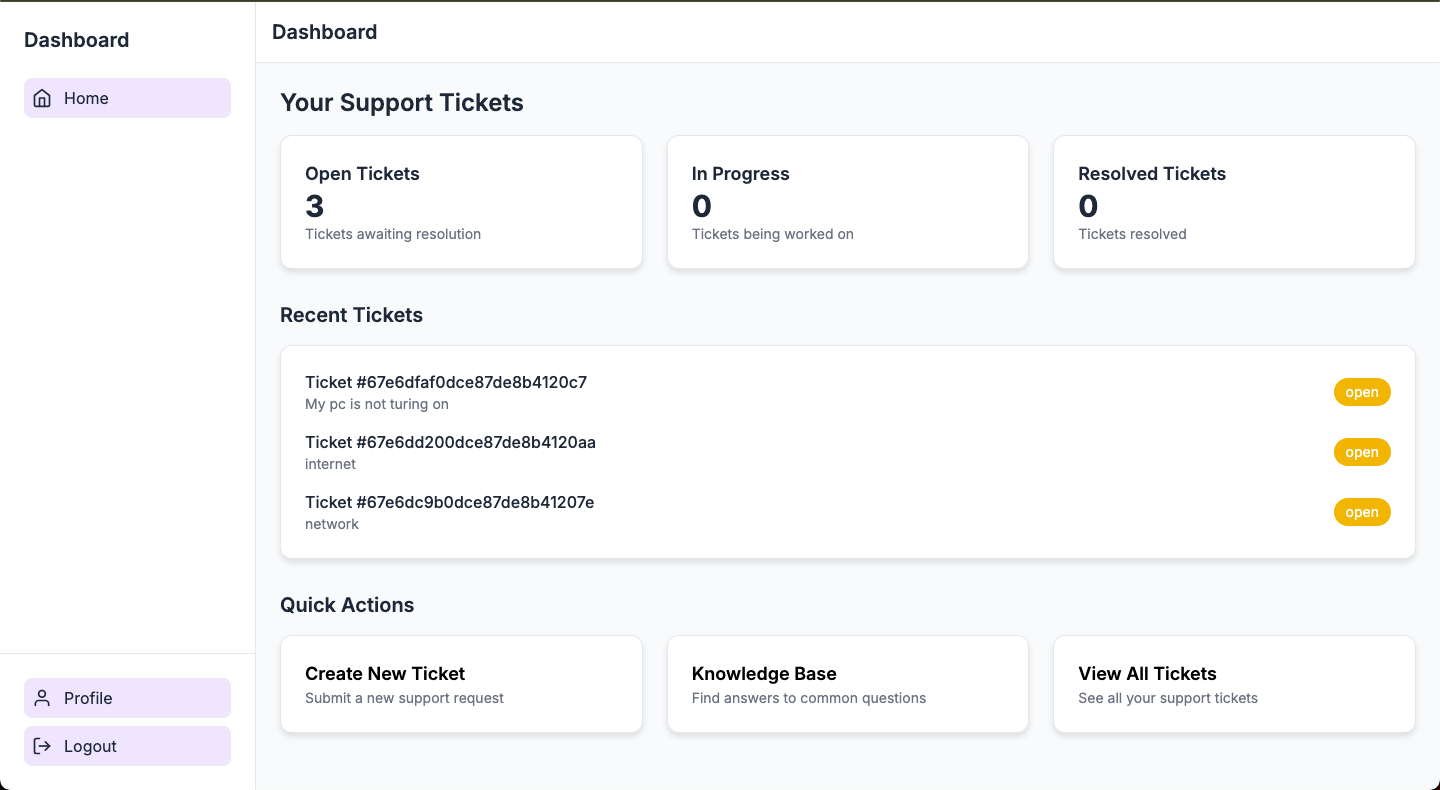 Dashboard
Home
Profile
Logout
Dashboard
Your Support Tickets
Open Tickets
3
Tickets awaiting resolution
In Progress
0
Tickets being worked on
Resolved Tickets
0
Tickets resolved
Recent Tickets
Ticket #67e6dfaf0dce87de8b4120c7
My pc is not turing on
open
Ticket #67e6dd200dce87de8b4120aa
internet
open
Ticket #67e6dc9b0dce87de8b41207e
network
open
Quick Actions
Create New Ticket
Submit a new support request
Knowledge Base
Find answers to common questions
View All Tickets
See all your support tickets